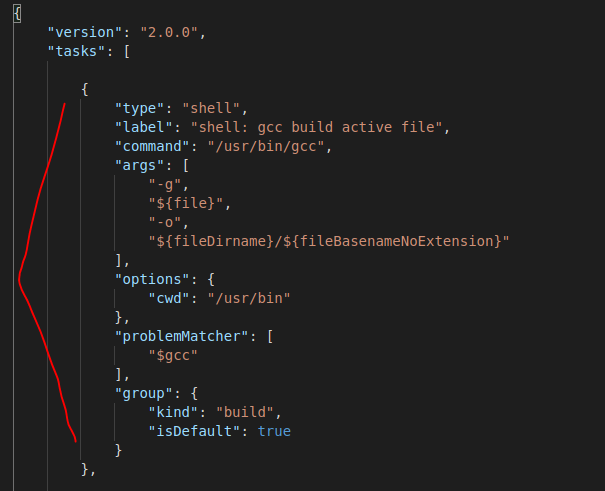 {
    "version": "2.0.0",
    "tasks": [
        {
            "type": "shell",
            "label": "shell: gcc build active file",
            "command": "/usr/bin/gcc",
            "args": [
                "-g",
                "${file}",
                "-o",
                "${fileDirname}/${fileBasenameNoExtension}"
            ],
            "options": {
                "cwd": "/usr/bin"
            },
            "problemMatcher": [
                "$gcc"
            ],
            "group": {
                "kind": "build",
                "isDefault": true
            }
        },